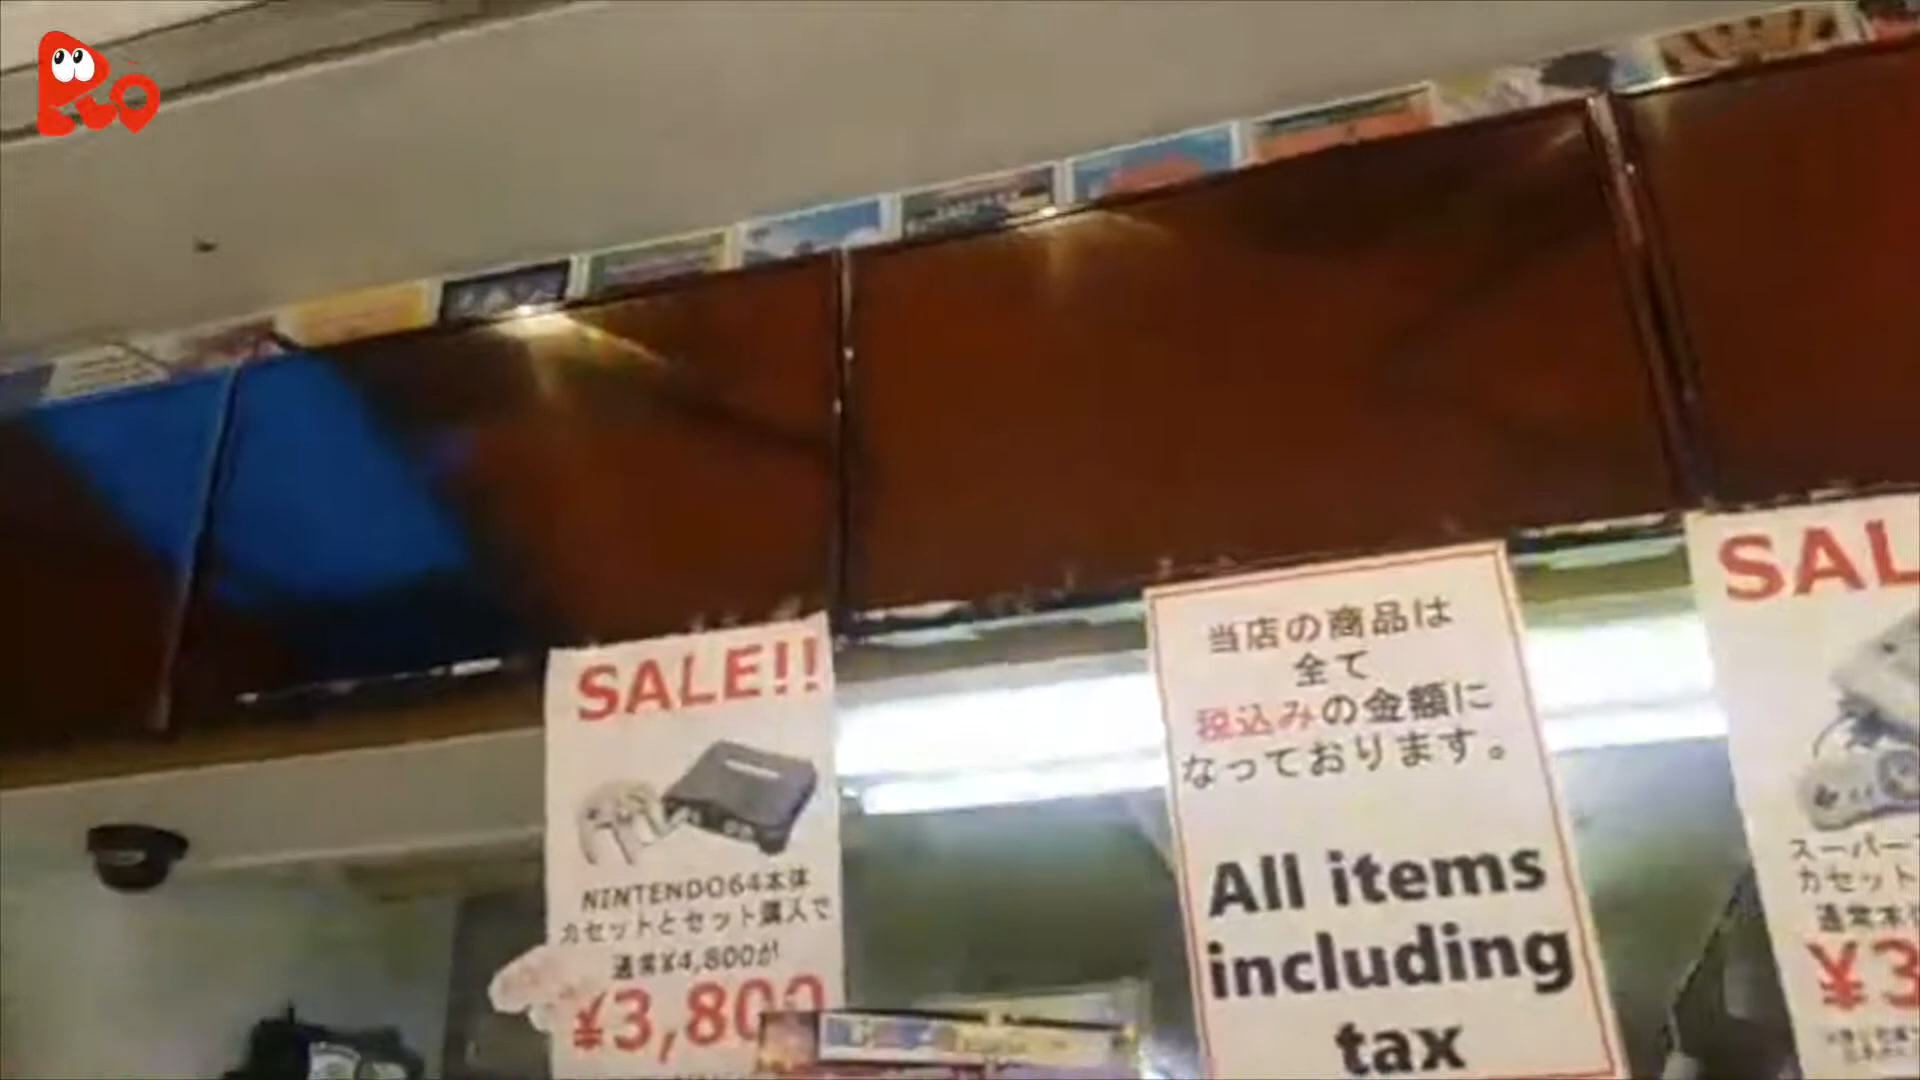 SALE!!
NINTENDO64本体
カセットとセット購入で
通常¥4,800が
¥3,800
当店の商品は
全て
税込みの金額に
なっております。
All items
including
tax
SAL
スーパー
カセット
通常本体
¥3